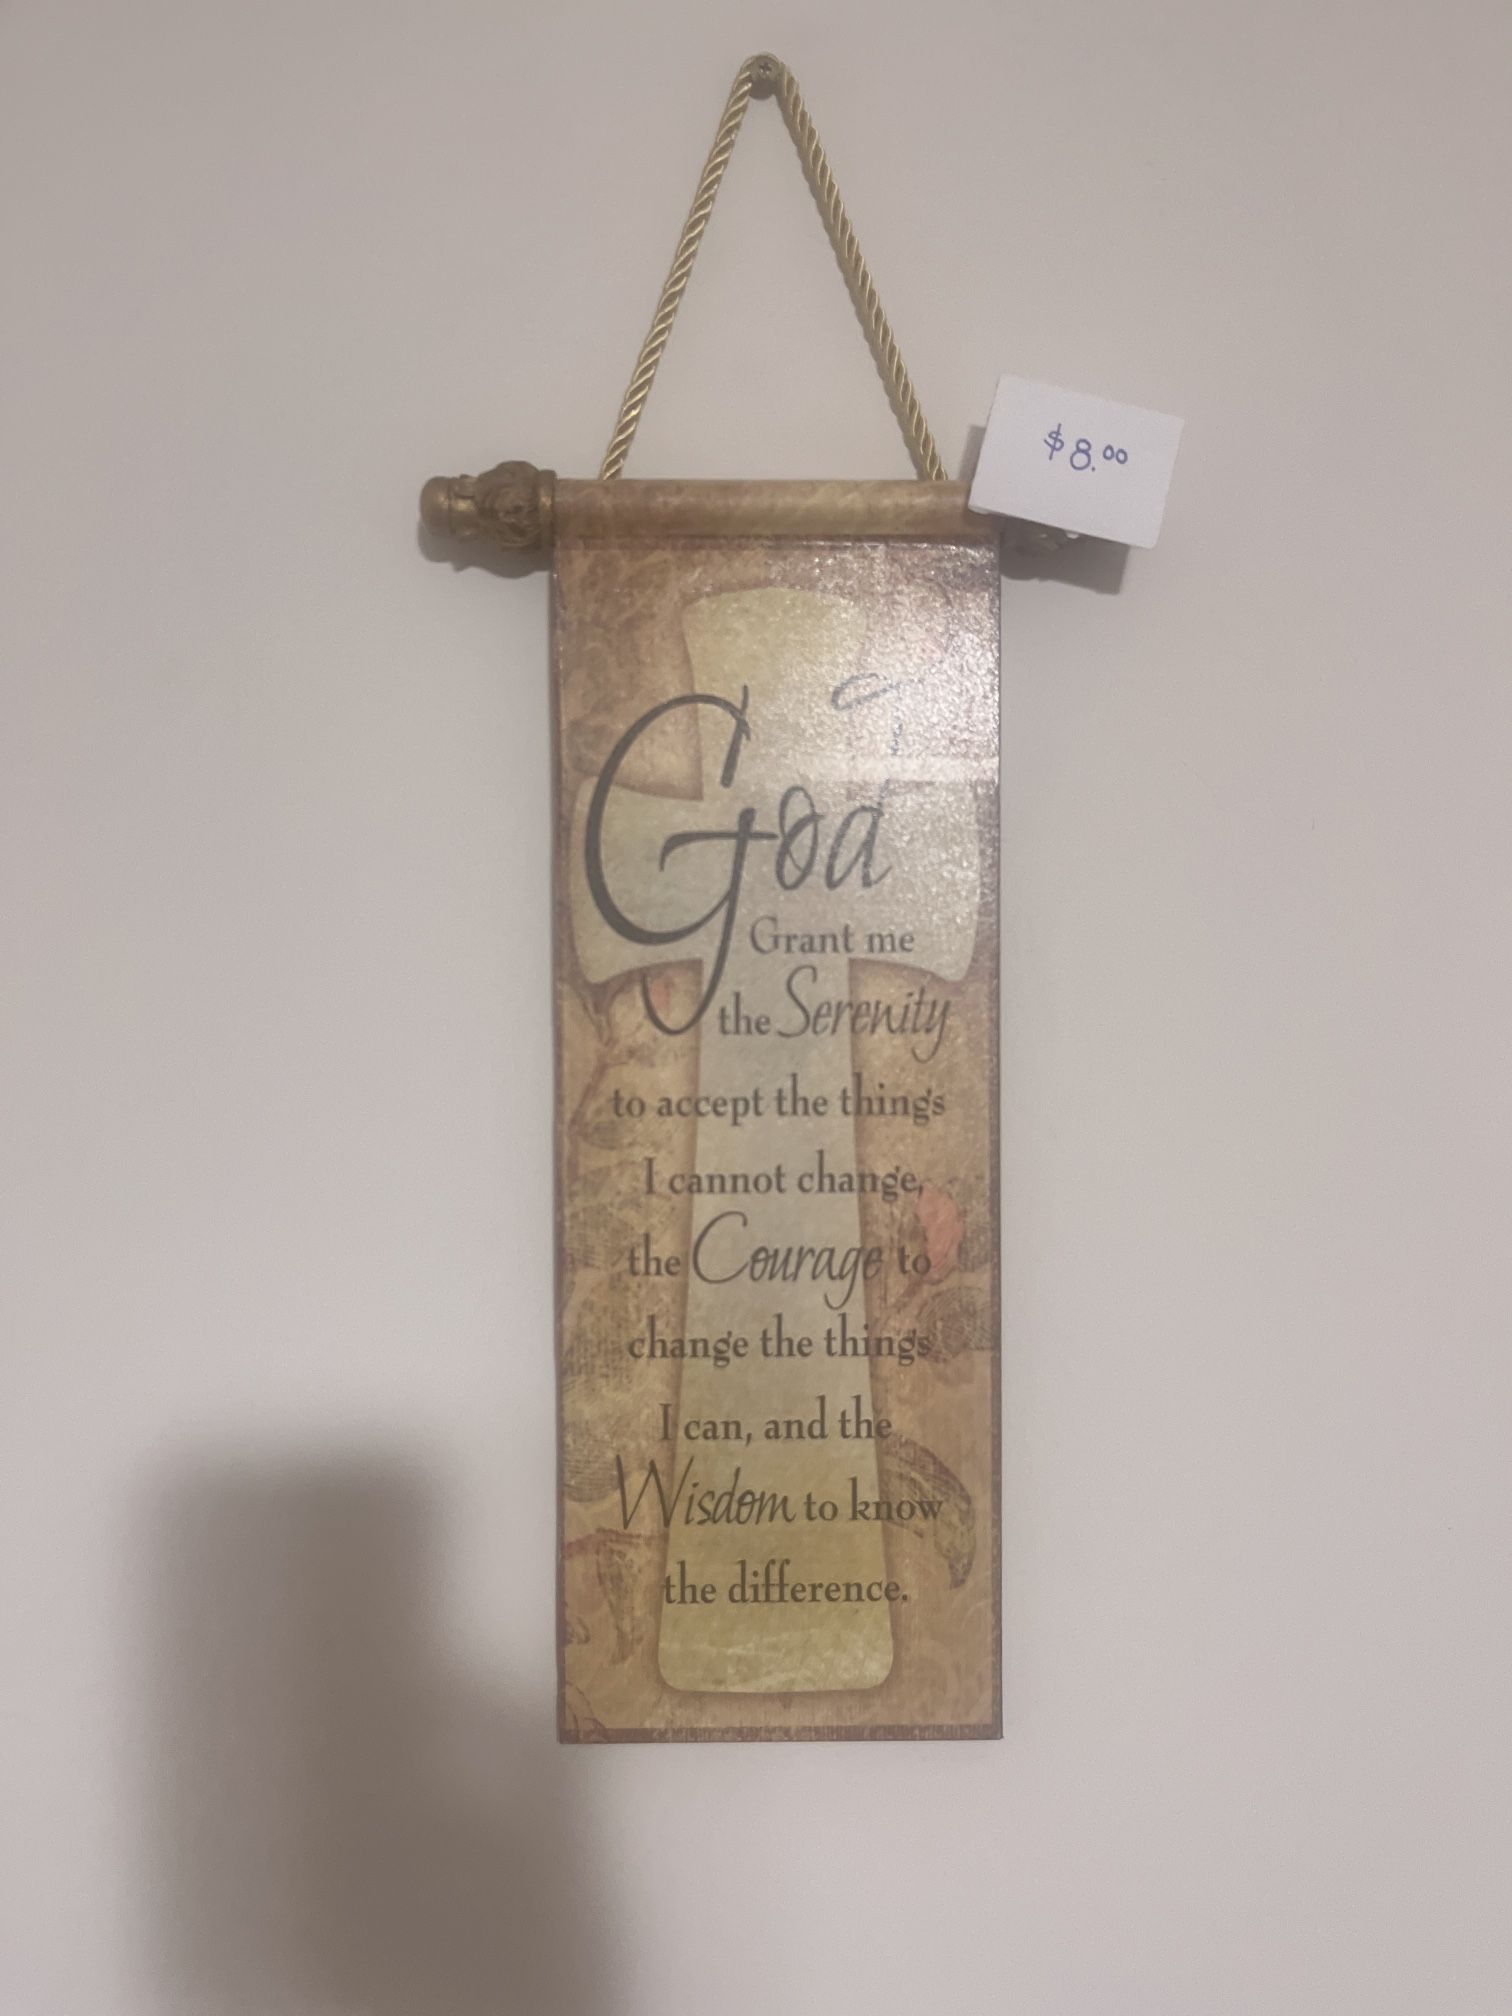 $8.00
God
Grant me
the Serenity
to accept the things
I cannot change,
the Courage to
change the things
I can, and the
Wisdom to know
the difference.